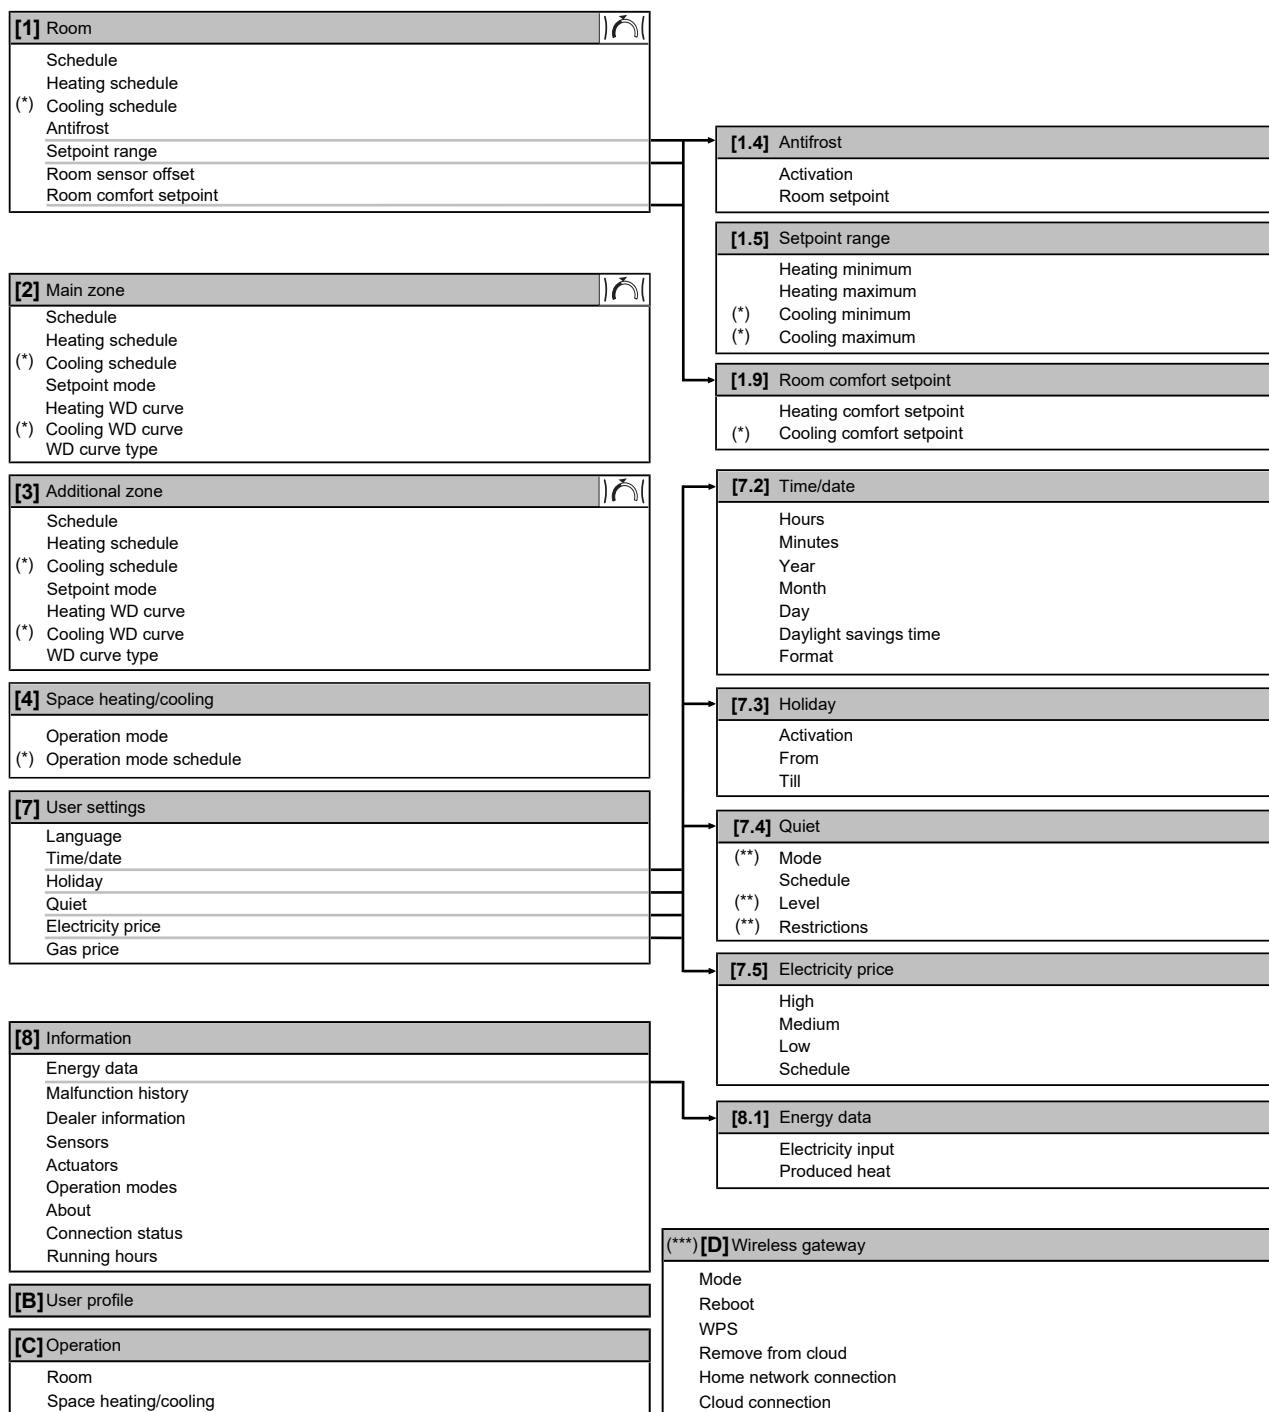 [1] Room
Schedule
Heating schedule
(*) Cooling schedule
Antifrost
Setpoint range
Room sensor offset
Room comfort setpoint
[2] Main zone
Schedule
Heating schedule
(*) Cooling schedule
Setpoint mode
Heating WD curve
(*) Cooling WD curve
WD curve type
[3] Additional zone
Schedule
Heating schedule
(*) Cooling schedule
Setpoint mode
Heating WD curve
(*) Cooling WD curve
WD curve type
[4] Space heating/cooling
Operation mode
(*) Operation mode schedule
[7] User settings
Language
Time/date
Holiday
Quiet
Electricity price
Gas price
[8] Information
Energy data
Malfunction history
Dealer information
Sensors
Actuators
Operation modes
About
Connection status
Running hours
[B] User profile
[C] Operation
Room
Space heating/cooling
[1.4] Antifrost
Activation
Room setpoint
[1.5] Setpoint range
Heating minimum
Heating maximum
(*) Cooling minimum
(*) Cooling maximum
[1.9] Room comfort setpoint
Heating comfort setpoint
(*) Cooling comfort setpoint
[7.2] Time/date
Hours
Minutes
Year
Month
Day
Daylight savings time
Format
[7.3] Holiday
Activation
From
Till
[7.4] Quiet
(**) Mode
Schedule
(**) Level
(**) Restrictions
[7.5] Electricity price
High
Medium
Low
Schedule
[8.1] Energy data
Electricity input
Produced heat
(***) [D] Wireless gateway
Mode
Reboot
WPS
Remove from cloud
Home network connection
Cloud connection